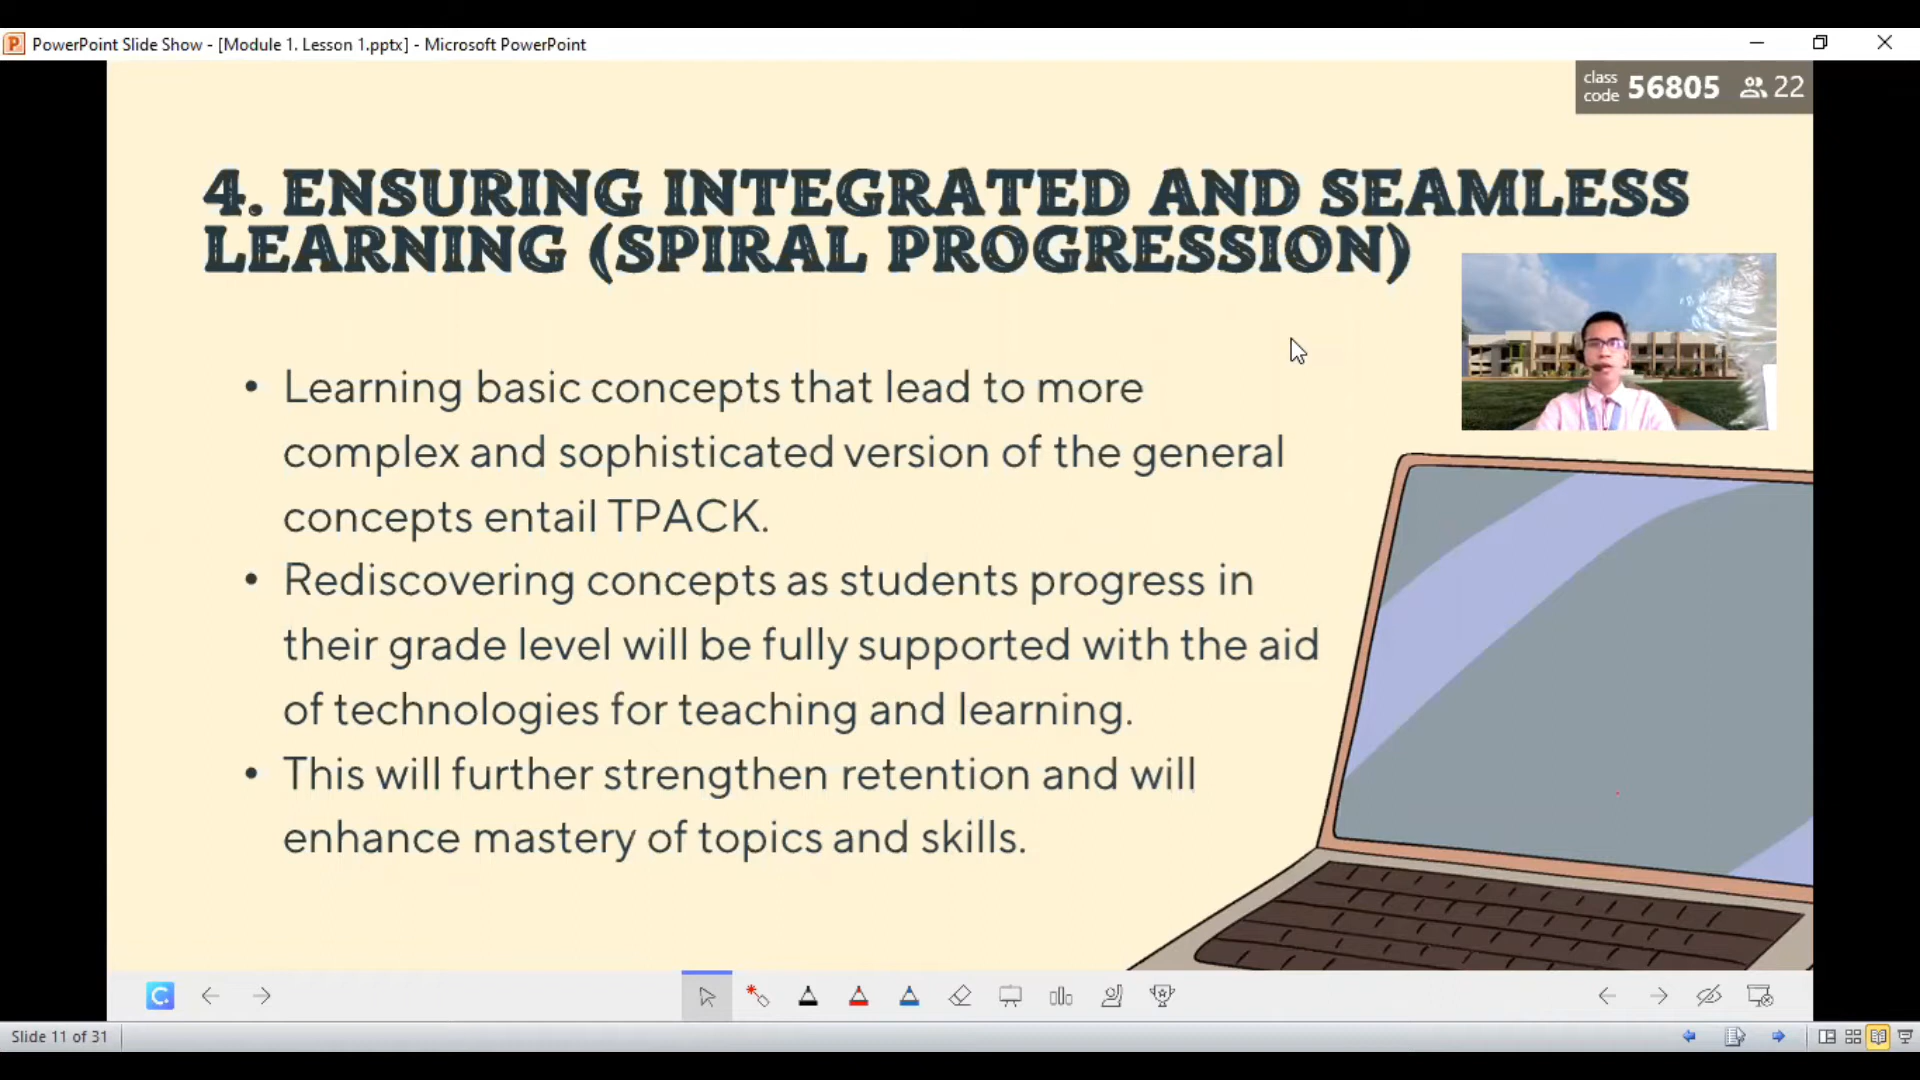 PowerPoint Slide Show - [Module 1. Lesson 1.pptx] - Microsoft PowerPoint
class code 56805 22
4. ENSURING INTEGRATED AND SEAMLESS
LEARNING (SPIRAL PROGRESSION)
• Learning basic concepts that lead to more
complex and sophisticated version of the general
concepts entail TPACK.
• Rediscovering concepts as students progress in
their grade level will be fully supported with the aid
of technologies for teaching and learning.
• This will further strengthen retention and will
enhance mastery of topics and skills.
Slide 11 of 31